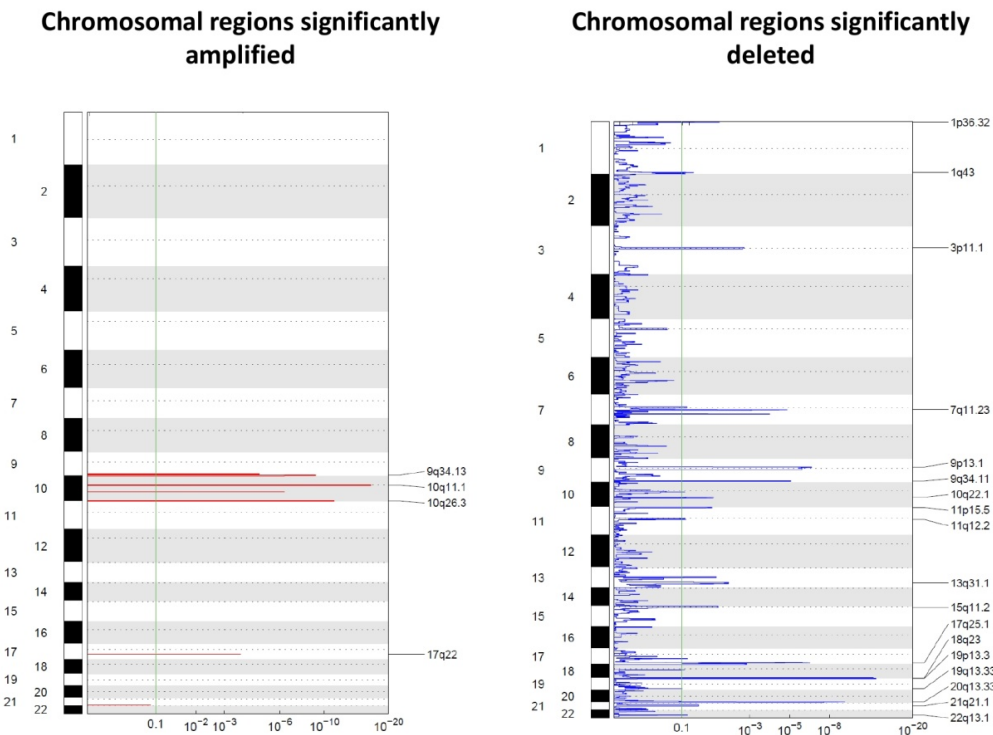 Chromosomal regions significantly
amplified
1
2
3
4
5
6
7
8
9
10
11
12
13
14
15
16
17
18
19
20
21
22
9q34.13
10q11.1
10q26.3
17q22
0.1 10⁻² 10⁻³ 10⁻⁶ 10⁻¹⁰ 10⁻²⁰
Chromosomal regions significantly
deleted
1
2
3
4
5
6
7
8
9
10
11
12
13
14
15
16
17
18
19
20
21
22
1p36.32
1q43
3p11.1
7q11.23
9p13.1
9q34.11
10q22.1
11p15.5
11q12.2
13q31.1
15q11.2
17q25.1
18q23
19p13.3
19q13.33
20q13.33
21q21.1
22q13.1
0.1 10⁻³ 10⁻⁵ 10⁻¹⁰ 10⁻²⁰